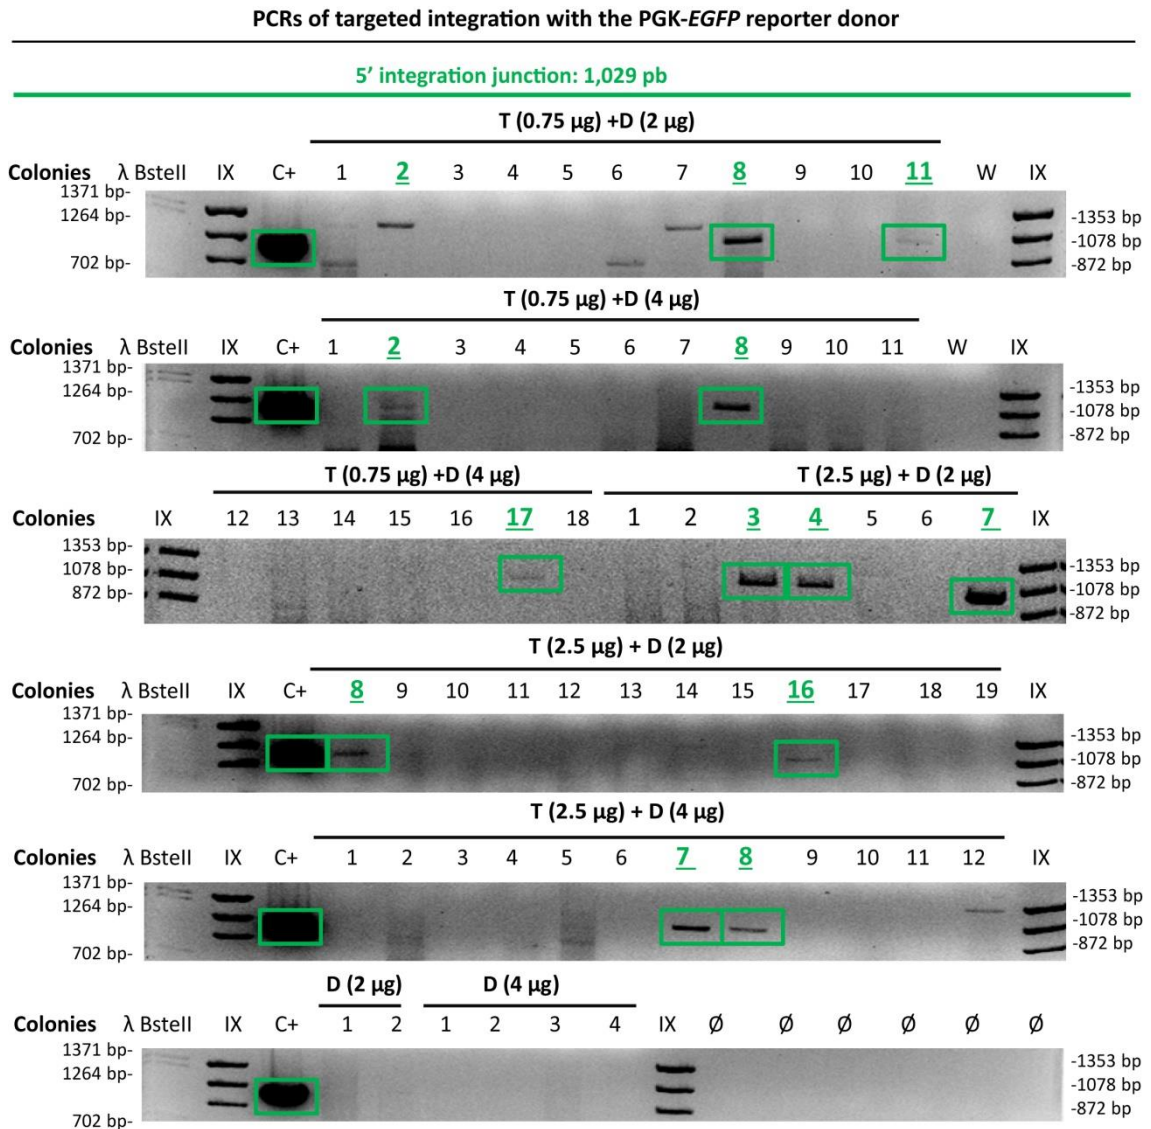 PCRs of targeted integration with the PGK-EGFP reporter donor
5' integration junction: 1,029 pb
T (0.75 µg) +D (2 µg)
Colonies λ BsteII IX C+ 1 2 3 4 5 6 7 8 9 10 11 W IX
1371 bp-
1264 bp- -1353 bp
-1078 bp
702 bp- -872 bp
T (0.75 µg) +D (4 µg)
Colonies λ BsteII IX C+ 1 2 3 4 5 6 7 8 9 10 11 W IX
1371 bp-
1264 bp- -1353 bp
-1078 bp
702 bp- -872 bp
T (0.75 µg) +D (4 µg) T (2.5 µg) + D (2 µg)
Colonies IX 12 13 14 15 16 17 18 1 2 3 4 5 6 7 IX
1353 bp-
1078 bp- -1353 bp
872 bp- -1078 bp
-872 bp
T (2.5 µg) + D (2 µg)
Colonies λ BsteII IX C+ 8 9 10 11 12 13 14 15 16 17 18 19 IX
1371 bp-
1264 bp- -1353 bp
-1078 bp
702 bp- -872 bp
T (2.5 µg) + D (4 µg)
Colonies λ BsteII IX C+ 1 2 3 4 5 6 7 8 9 10 11 12 IX
1371 bp-
1264 bp- -1353 bp
-1078 bp
702 bp- -872 bp
D (2 µg) D (4 µg)
Colonies λ BsteII IX C+ 1 2 1 2 3 4 IX Ø Ø Ø Ø Ø Ø
1371 bp-
1264 bp- -1353 bp
-1078 bp
702 bp- -872 bp